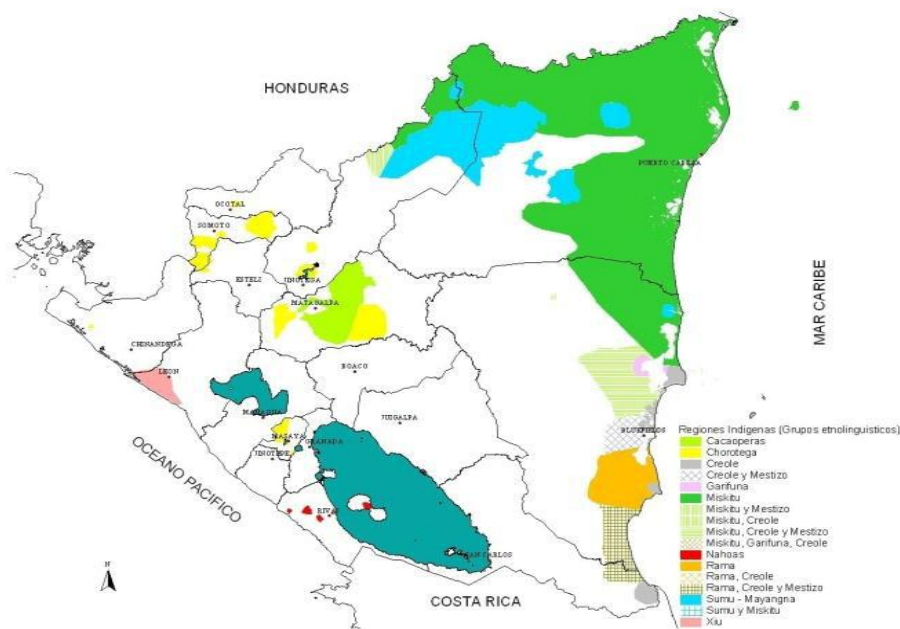 HONDURAS
OCOTAL
SOMOTO
ESTELI
JINOTEGA
MATAGALPA
PUERTO CABEZA
MAR CARIBE
CHINANDEGA
LEON
BOACO
MANAGUA
JUIGALPA
MASAYA
GRANADA
JINOTEPE
BLUEFIELDS
OCEANO PACIFICO
RIVAS
SAN CARLOS
COSTA RICA
N
Regiones Indigenas (Grupos etnolinguisticos)
Cacaoperas
Chorotega
Creole
Creole y Mestizo
Garifuna
Miskitu
Miskitu y Mestizo
Miskitu, Creole
Miskitu, Creole y Mestizo
Miskitu, Garifuna, Creole
Nahoas
Rama
Rama, Creole
Rama, Creole y Mestizo
Sumu - Mayangna
Sumu y Miskitu
Xiu